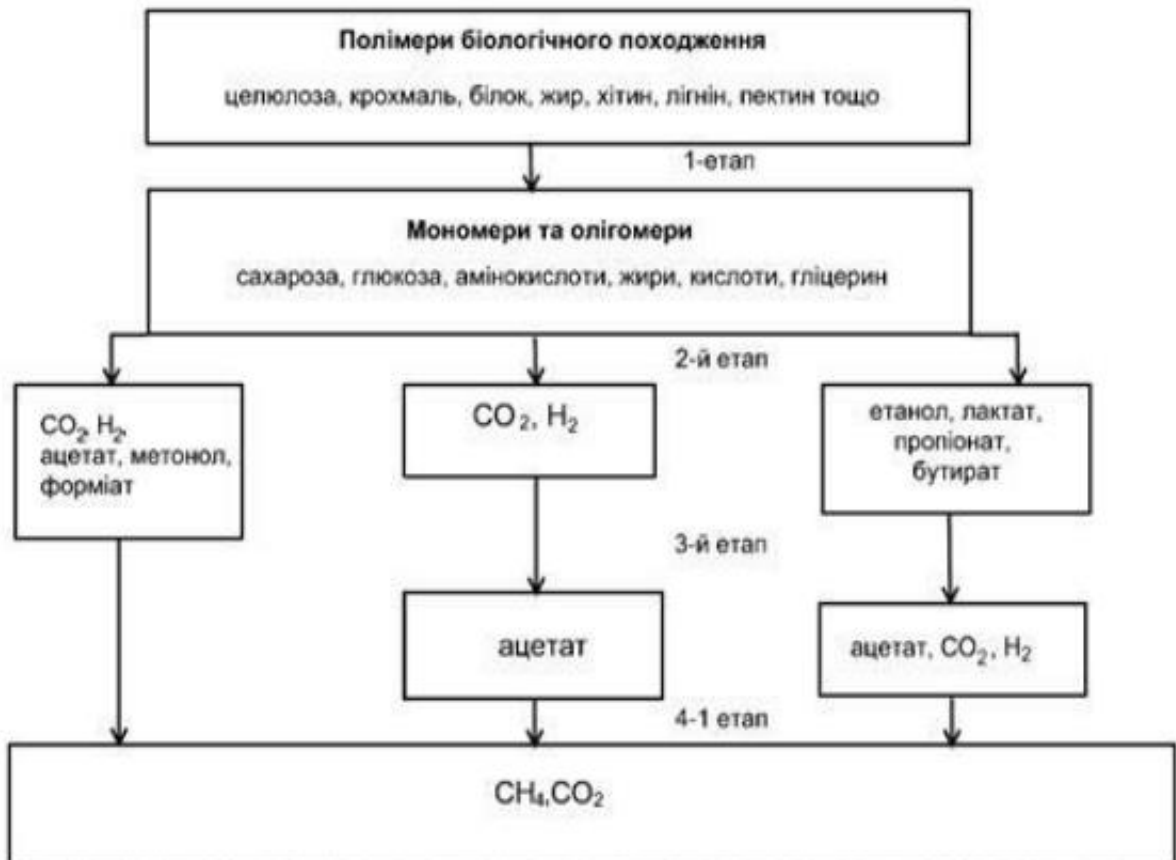 Полімери біологічного походження
целюлоза, крохмаль, білок, жир, хітин, лігнін, пектин тощо
1-етап
Мономери та олігомери
сахароза, глюкоза, амінокислоти, жири, кислоти, гліцерин
2-й етап
CO₂, H₂,
ацетат, метонол,
форміат
CO₂, H₂
етанол, лактат,
пропіонат,
бутират
3-й етап
ацетат
ацетат, CO₂, H₂
4-1 етап
CH₄,CO₂